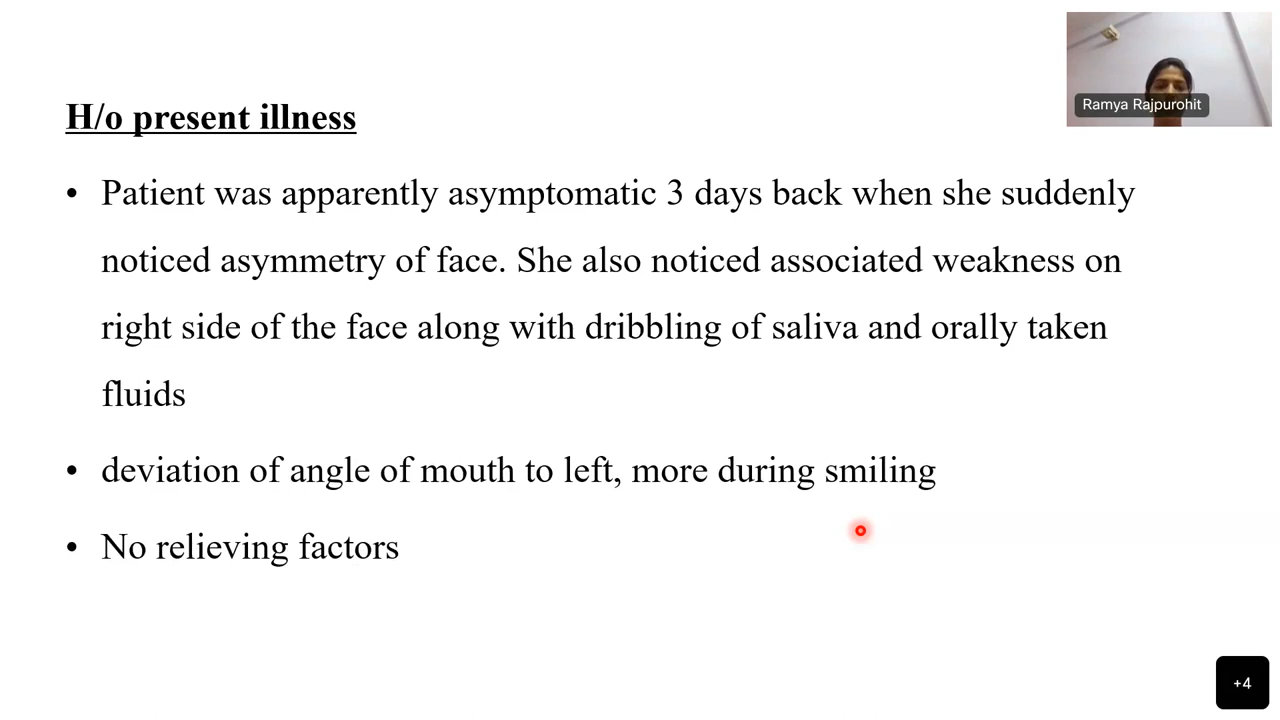 Ramya Rajpurohit
H/o present illness
• Patient was apparently asymptomatic 3 days back when she suddenly
noticed asymmetry of face. She also noticed associated weakness on
right side of the face along with dribbling of saliva and orally taken
fluids
• deviation of angle of mouth to left, more during smiling
• No relieving factors
+4